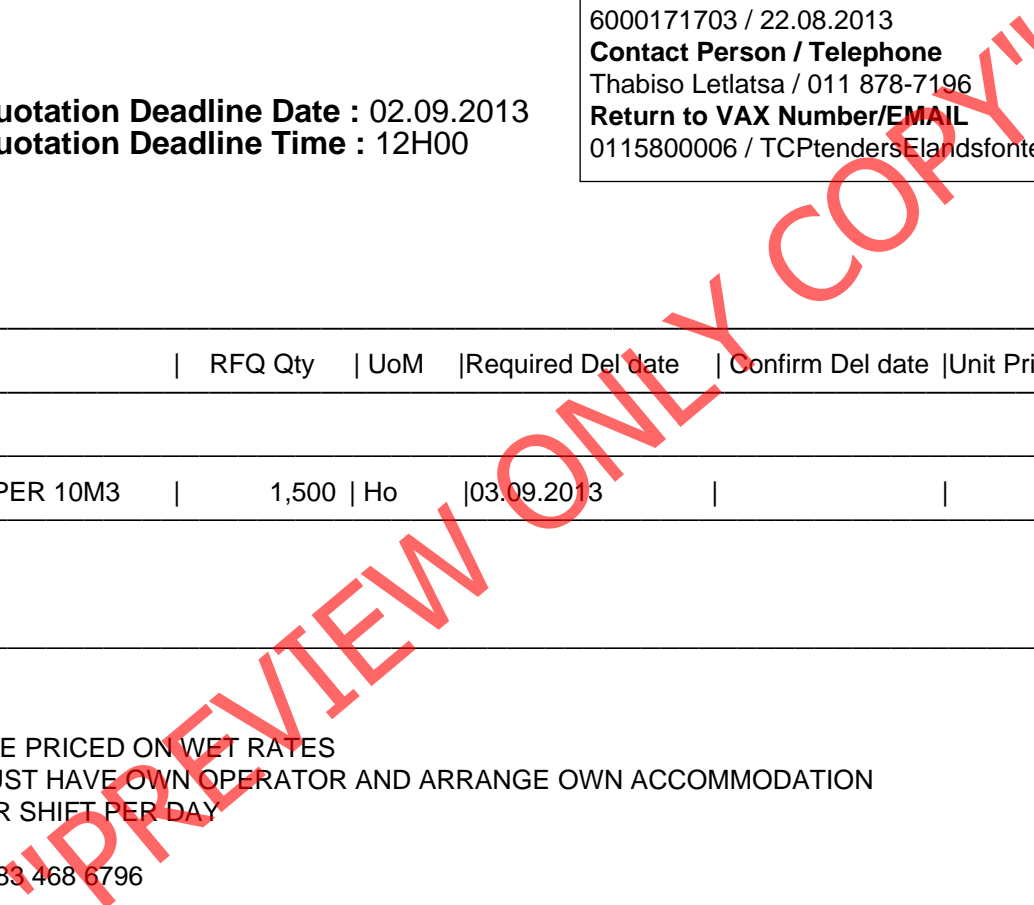 6000171703 / 22.08.2013
Contact Person / Telephone
Thabiso Letlatsa / 011 878-7196
uotation Deadline Date : 02.09.2013
Return to VAX Number/EMAIL
uotation Deadline Time : 12H00
0115800006 / TCPtendersElandsfonte
| RFQ Qty | UoM |Required Del date | Confirm Del date |Unit Pri
PER 10M3 | 1,500 | Ho |03.09.2013 | |
E PRICED ON WET RATES
UST HAVE OWN OPERATOR AND ARRANGE OWN ACCOMMODATION
R SHIFT PER DAY
83 468 6796
"PREVIEW ONLY COPY"